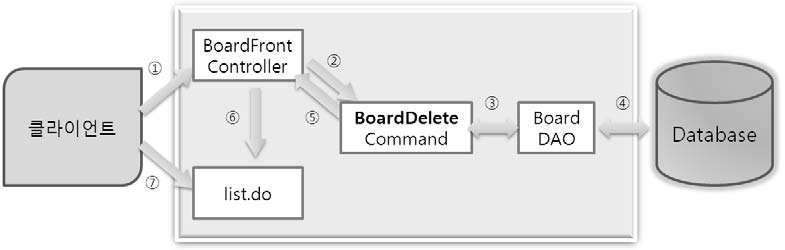 클라이언트
①
BoardFront
Controller
②
⑥
⑤
BoardDelete
Command
③
Board
DAO
④
Database
⑦
list.do